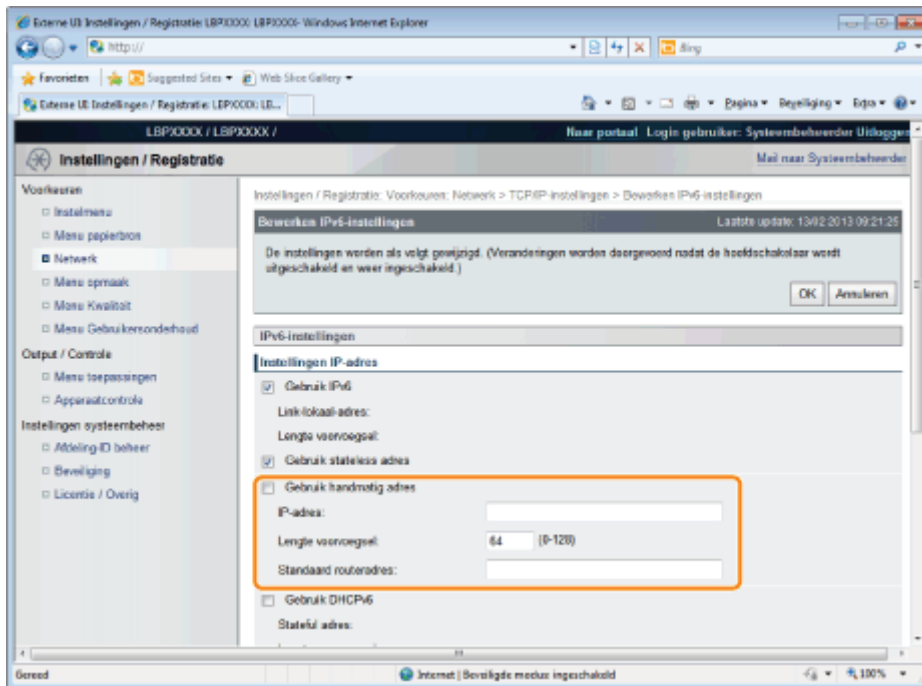 Externe UI: Instellingen / Registratie: LBPXXXX: LBPXXXX- Windows Internet Explorer
http://
Bing
Favorieten Suggested Sites Web Slice Gallery
Externe UI: Instellingen / Registratie: LBPXXXX: LB...
Pagina Beveiliging Extra
LBPXXXX / LBPXXXX /
Naar portaal Login gebruiker: Systeembeheerder Uitloggen
Instellingen / Registratie
Mail naar Systeembeheerder
Voorkeuren
Instelmenu
Menu papierbron
Netwerk
Menu opmaak
Menu Kwaliteit
Menu Gebruikersonderhoud
Output / Controle
Menu toepassingen
Apparaatcontrole
Instellingen systeembeheer
Afdeling-ID beheer
Beveiliging
Licentie / Overig
Instellingen / Registratie: Voorkeuren: Netwerk > TCP/IP-instellingen > Bewerken IPv6-instellingen
Bewerken IPv6-instellingen
Laatste update: 13/02 2013 09:21:25
De instellingen worden als volgt gewijzigd. (Veranderingen worden doorgevoerd nadat de hoofdschakelaar wordt
uitgeschakeld en weer ingeschakeld.)
OK Annuleren
IPv6-instellingen
Instellingen IP-adres
Gebruik IPv6
Link-lokaal-adres:
Lengte voorvoegsel:
Gebruik stateless adres
Gebruik handmatig adres
IP-adres:
Lengte voorvoegsel: 64 (0-128)
Standaard routeradres:
Gebruik DHCPv6
Stateful adres:
Gereed
Internet | Beveiligde modus ingeschakeld
100%